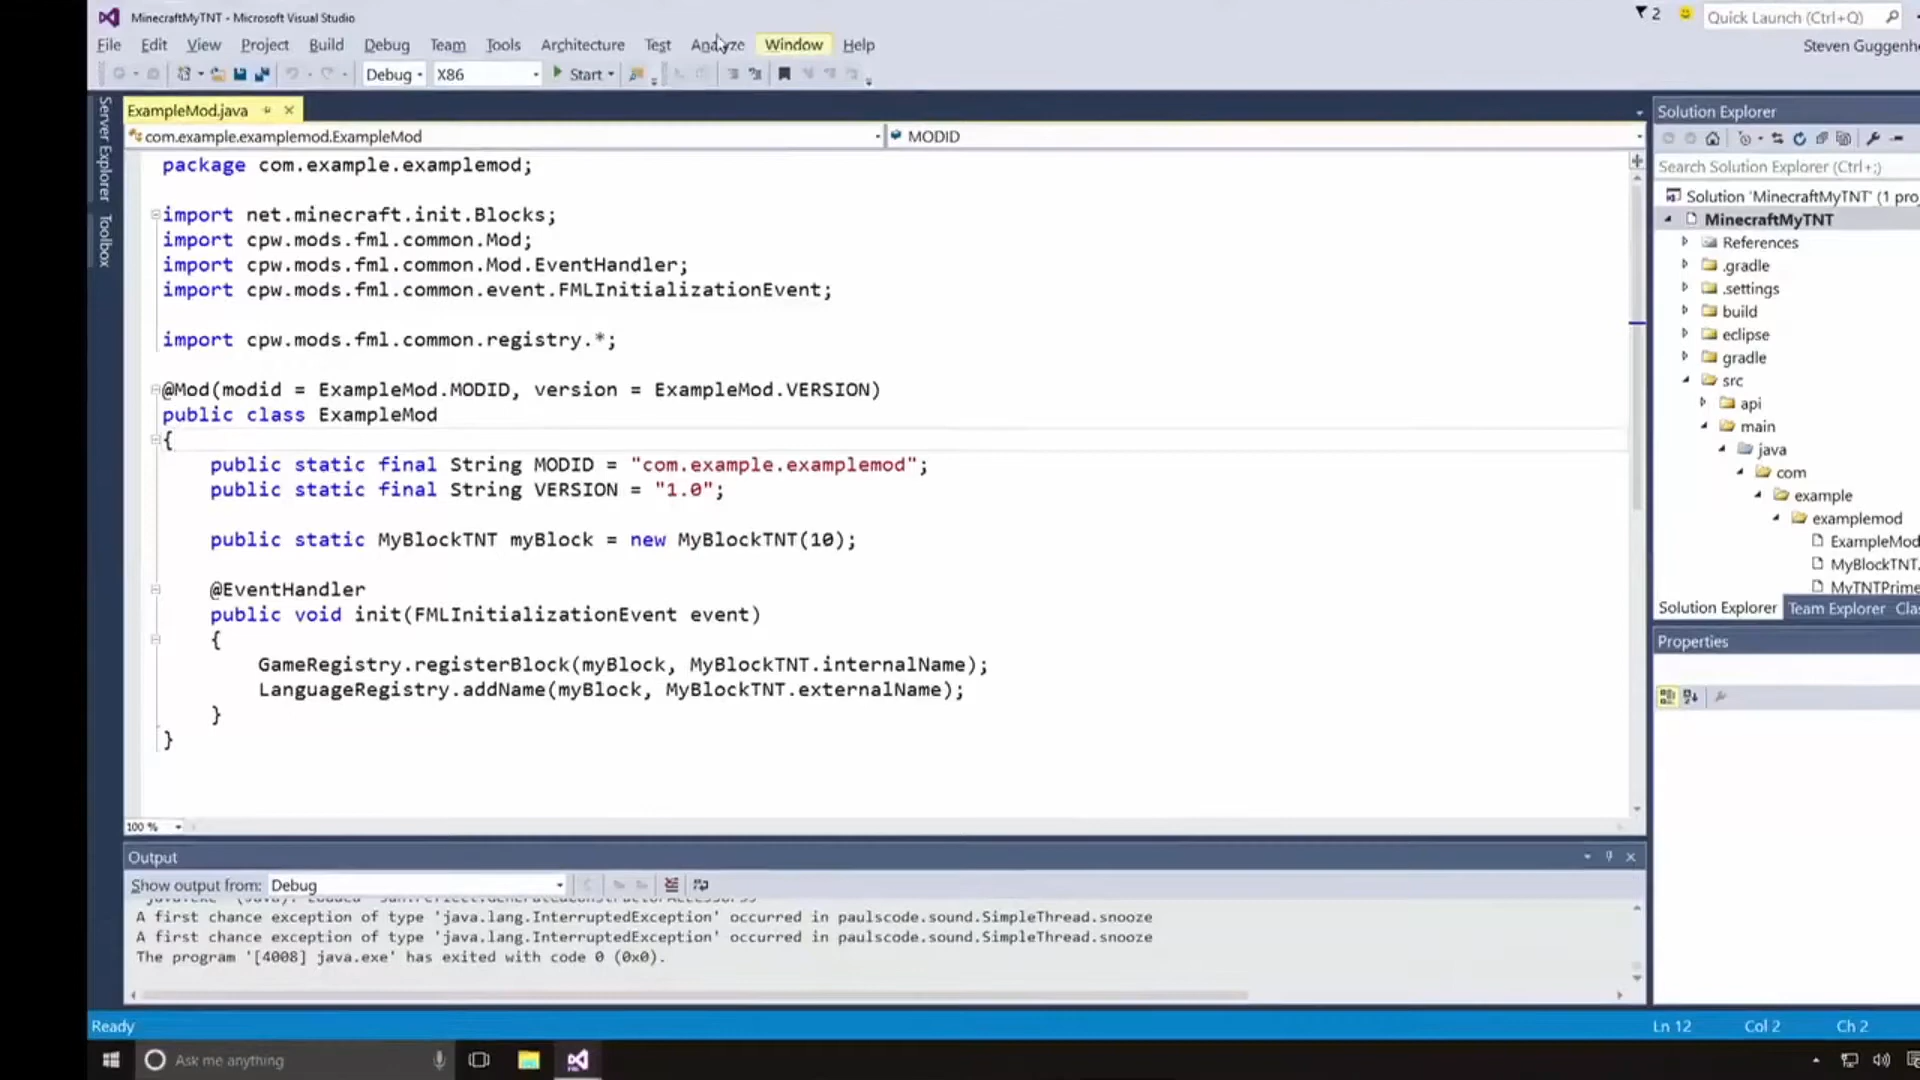 MinecraftMyTNT - Microsoft Visual Studio
2
Quick Launch (Ctrl+Q)
File Edit View Project Build Debug Team Tools Architecture Test Analyze Window Help
Steven Guggenhe
Debug X86 Start
Server Explorer
Toolbox
ExampleMod.java
com.example.examplemod.ExampleMod
MODID
package com.example.examplemod;
import net.minecraft.init.Blocks;
import cpw.mods.fml.common.Mod;
import cpw.mods.fml.common.Mod.EventHandler;
import cpw.mods.fml.common.event.FMLInitializationEvent;
import cpw.mods.fml.common.registry.*;
@Mod(modid = ExampleMod.MODID, version = ExampleMod.VERSION)
public class ExampleMod
{
public static final String MODID = "com.example.examplemod";
public static final String VERSION = "1.0";
public static MyBlockTNT myBlock = new MyBlockTNT(10);
@EventHandler
public void init(FMLInitializationEvent event)
{
GameRegistry.registerBlock(myBlock, MyBlockTNT.internalName);
LanguageRegistry.addName(myBlock, MyBlockTNT.externalName);
}
}
100 %
Solution Explorer
Search Solution Explorer (Ctrl+;)
Solution 'MinecraftMyTNT' (1 proj
MinecraftMyTNT
References
.gradle
.settings
build
eclipse
gradle
src
api
main
java
com
example
examplemod
ExampleMod
MyBlockTNT.
MyTNTPrime
Solution Explorer Team Explorer Clas
Properties
Output
Show output from: Debug
A first chance exception of type 'java.lang.InterruptedException' occurred in paulscode.sound.SimpleThread.snooze
A first chance exception of type 'java.lang.InterruptedException' occurred in paulscode.sound.SimpleThread.snooze
The program '[4008] java.exe' has exited with code 0 (0x0).
Ready
Ln 12 Col 2 Ch 2
Ask me anything